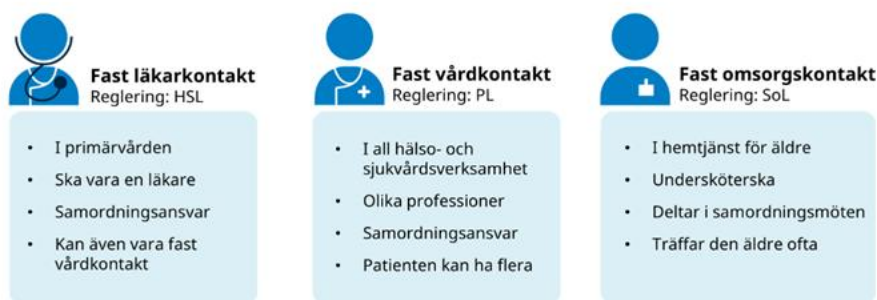 Fast läkarkontakt
Reglering: HSL
I primärvården
Ska vara en läkare
Samordningsansvar
Kan även vara fast
vårdkontakt
Fast vårdkontakt
Reglering: PL
I all hälso- och
sjukvårdsverksamhet
Olika professioner
Samordningsansvar
Patienten kan ha flera
Fast omsorgskontakt
Reglering: SoL
I hemtjänst för äldre
Undersköterska
Deltar i samordningsmöten
Träffar den äldre ofta